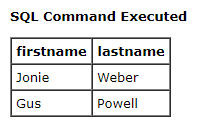 SQL Command Executed
firstname lastname
Jonie Weber
Gus Powell